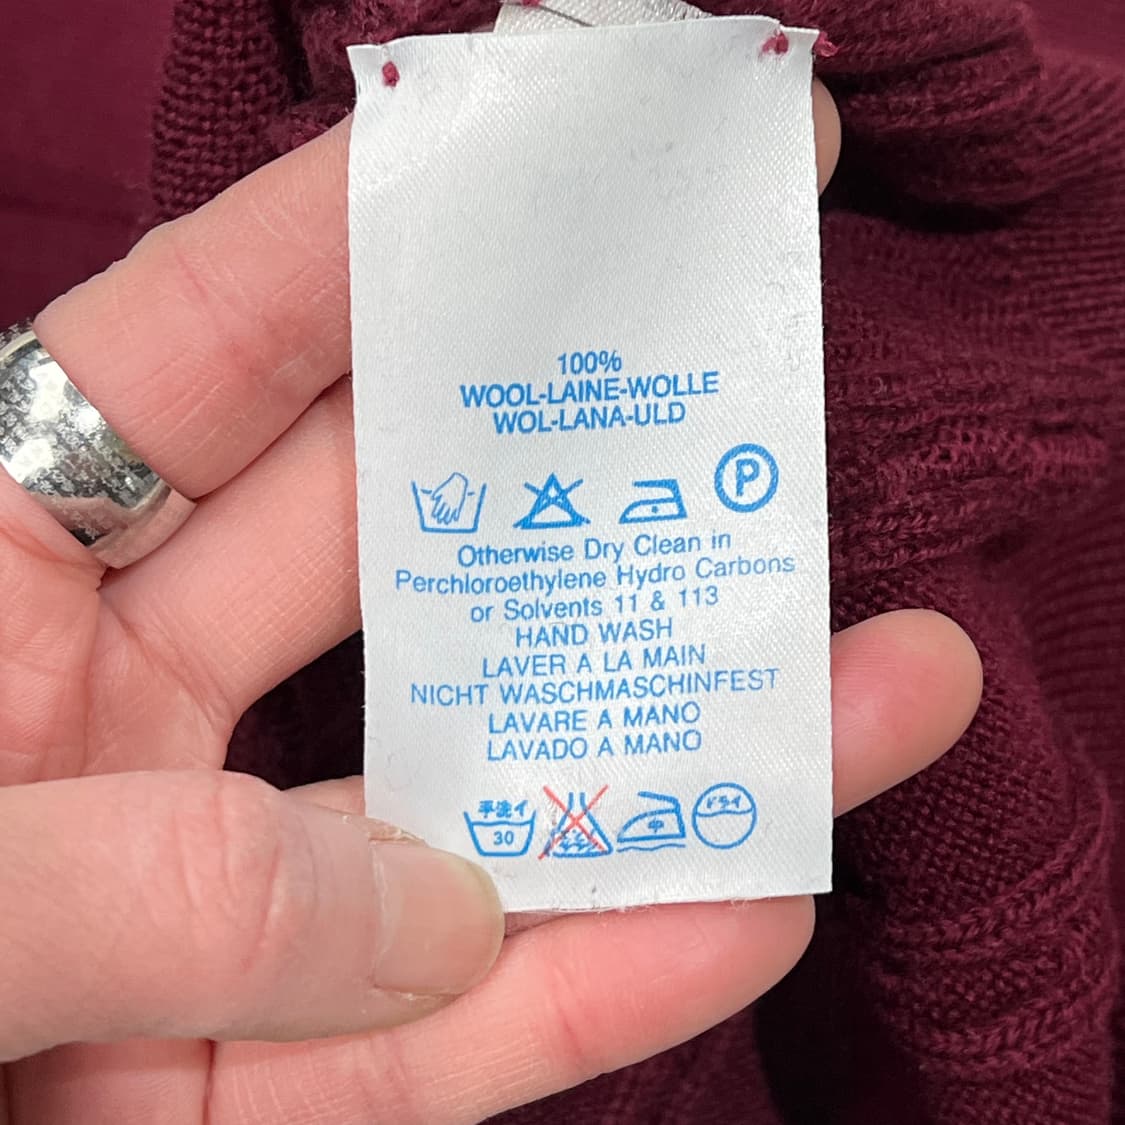 100%
WOOL-LAINE-WOLLE
WOL-LANA-ULD
P
Otherwise Dry Clean in
Perchloroethylene Hydro Carbons
or Solvents 11 & 113
HAND WASH
LAVER A LA MAIN
NICHT WASCHMASCHINFEST
LAVARE A MANO
LAVADO A MANO
手洗イ 中 ドライ
30